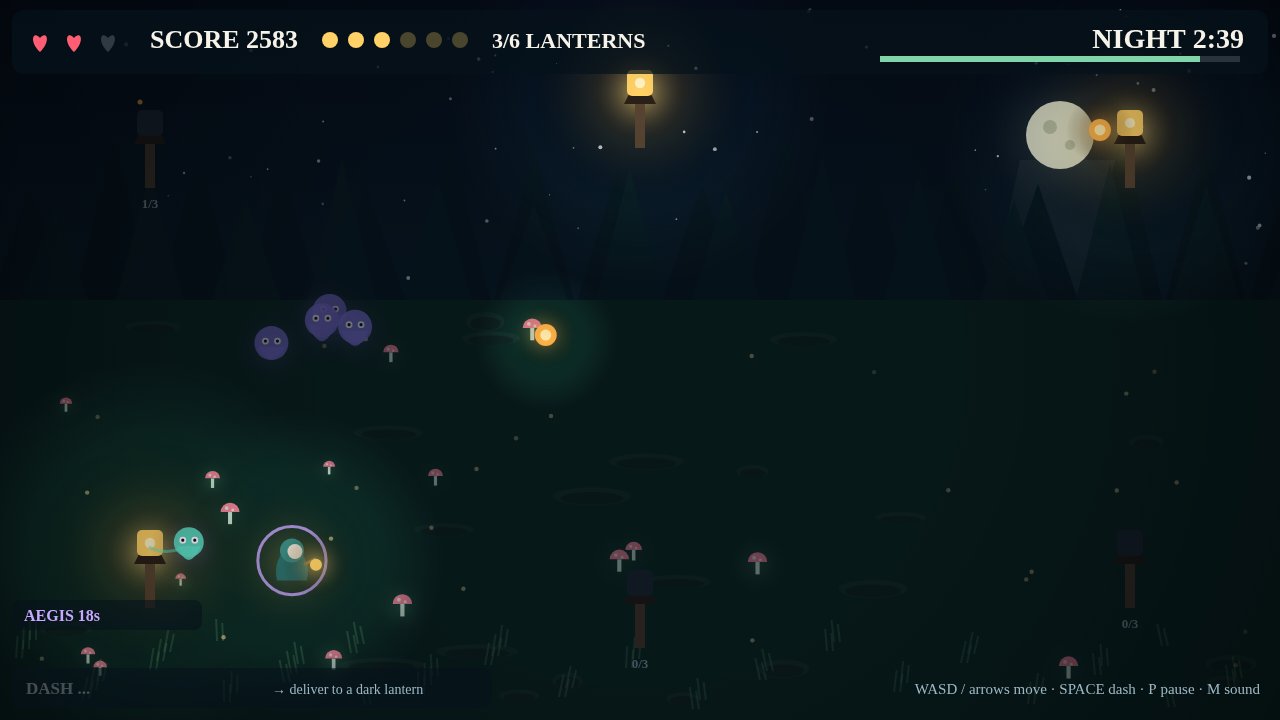 SCORE 2583
3/6 LANTERNS
NIGHT 2:39
1/3
AEGIS 18s
0/3
0/3
DASH ...
→ deliver to a dark lantern
WASD / arrows move · SPACE dash · P pause · M sound